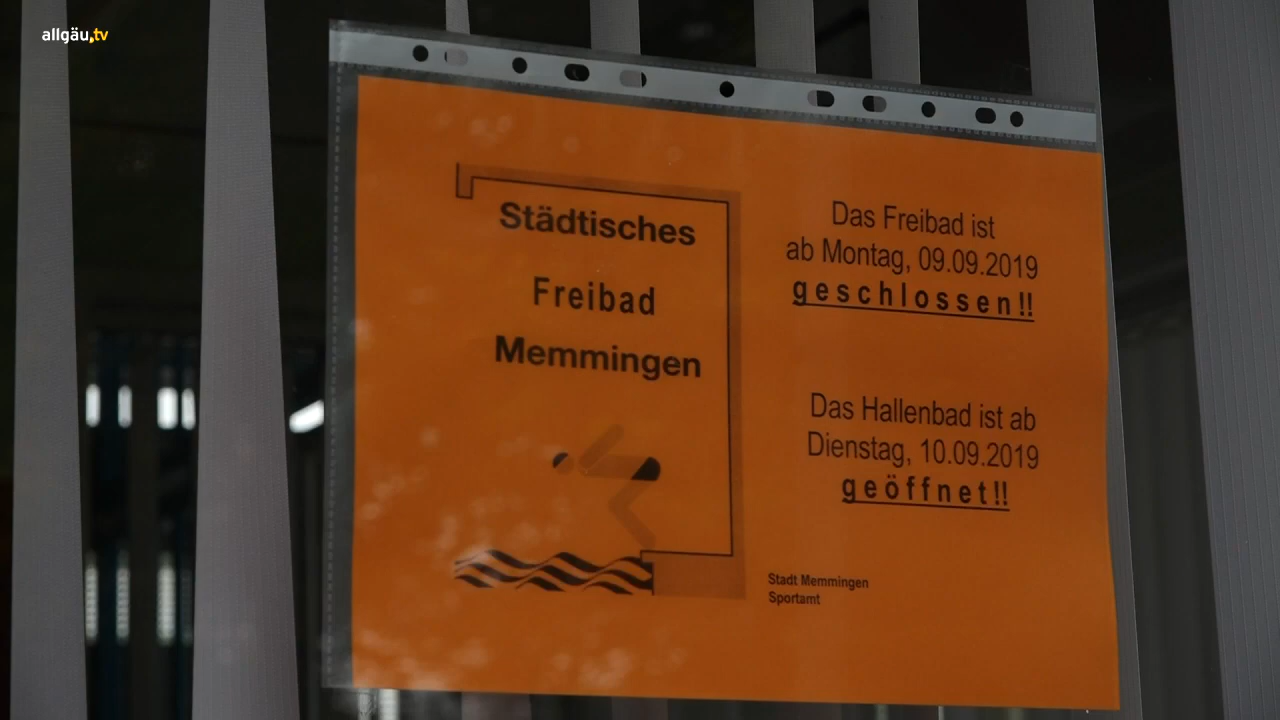 allgäu.tv
Städtisches
Freibad
Memmingen
Das Freibad ist
ab Montag, 09.09.2019
geschlossen!!
Das Hallenbad ist ab
Dienstag, 10.09.2019
geöffnet!!
Stadt Memmingen
Sportamt